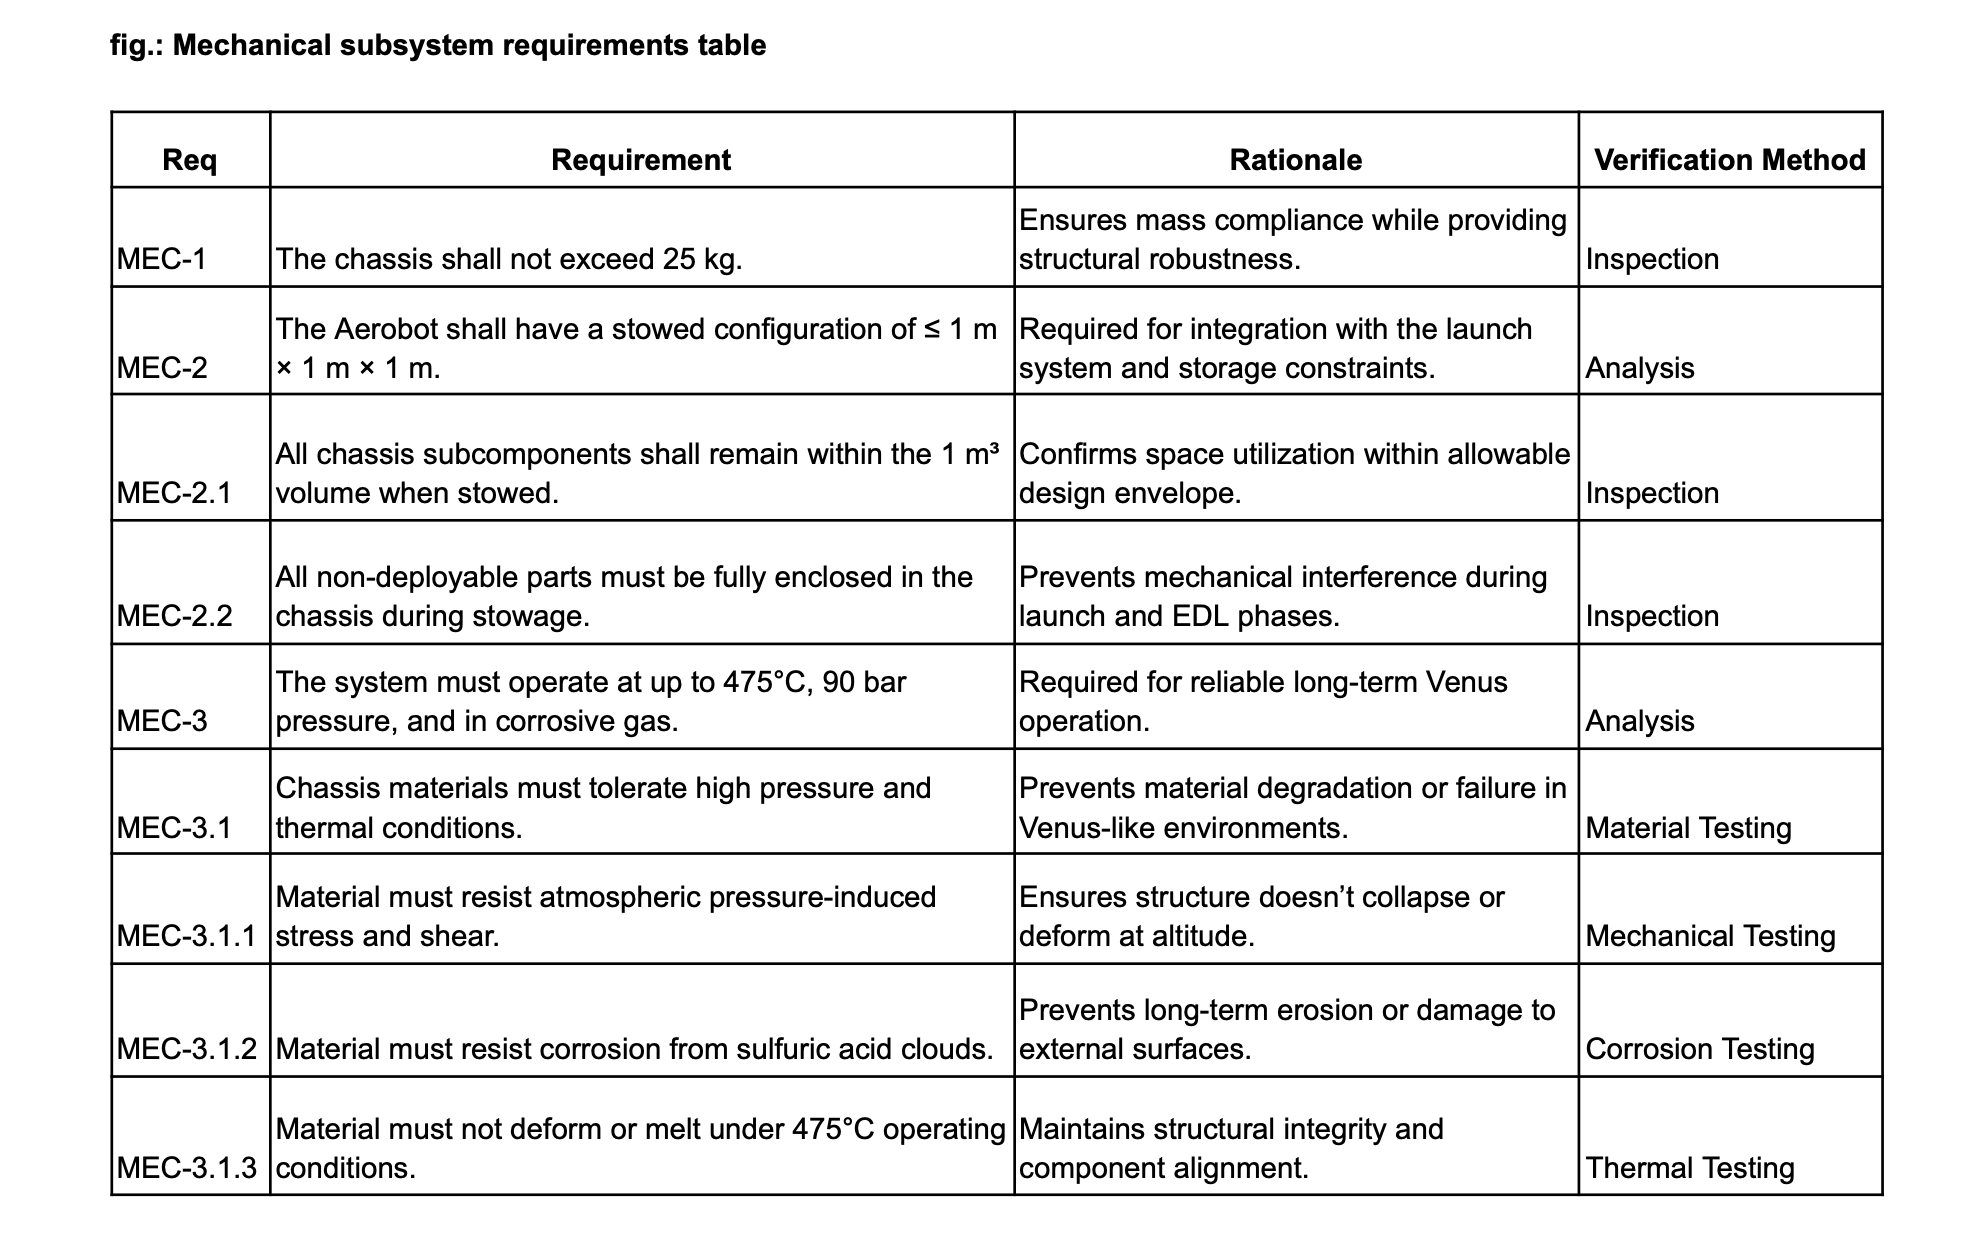 fig.: Mechanical subsystem requirements table
Req Requirement Rationale Verification Method
MEC-1
The chassis shall not exceed 25 kg.
Ensures mass compliance while providing
structural robustness.
Inspection
MEC-2
The Aerobot shall have a stowed configuration of ≤ 1 m
× 1 m × 1 m.
Required for integration with the launch
system and storage constraints.
Analysis
MEC-2.1
All chassis subcomponents shall remain within the 1 m³
volume when stowed.
Confirms space utilization within allowable
design envelope.
Inspection
MEC-2.2
All non-deployable parts must be fully enclosed in the
chassis during stowage.
Prevents mechanical interference during
launch and EDL phases.
Inspection
MEC-3
The system must operate at up to 475°C, 90 bar
pressure, and in corrosive gas.
Required for reliable long-term Venus
operation.
Analysis
MEC-3.1
Chassis materials must tolerate high pressure and
thermal conditions.
Prevents material degradation or failure in
Venus-like environments.
Material Testing
MEC-3.1.1
Material must resist atmospheric pressure-induced
stress and shear.
Ensures structure doesn’t collapse or
deform at altitude.
Mechanical Testing
MEC-3.1.2
Material must resist corrosion from sulfuric acid clouds.
Prevents long-term erosion or damage to
external surfaces.
Corrosion Testing
MEC-3.1.3
Material must not deform or melt under 475°C operating
conditions.
Maintains structural integrity and
component alignment.
Thermal Testing